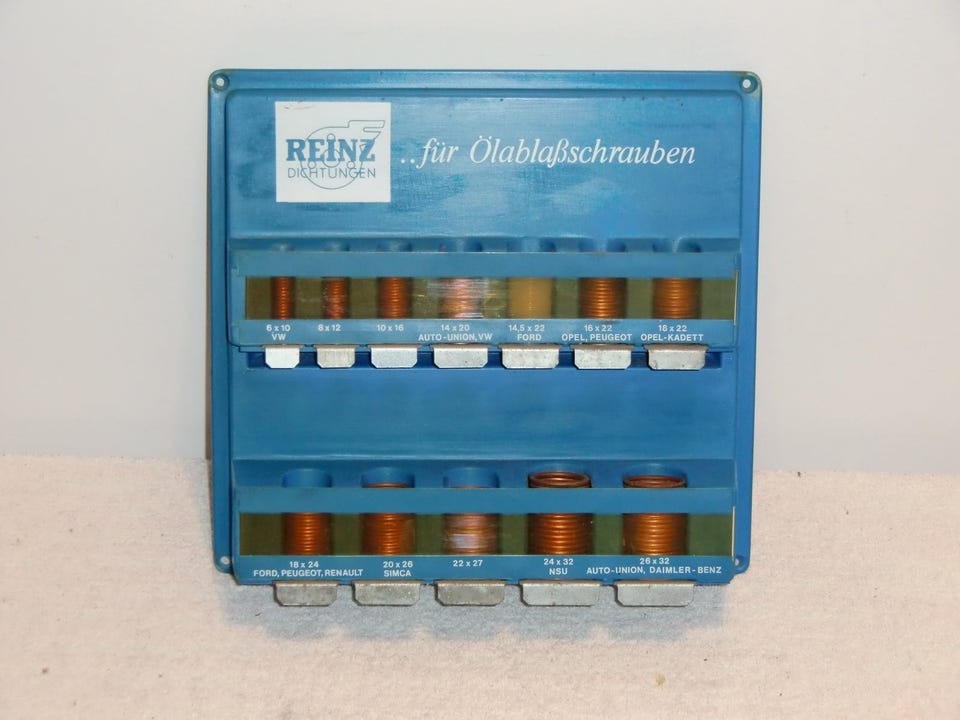 REINZ
DICHTUNGEN
..für Ölablaßschrauben
6 x 10 8 x 12 10 x 16 14 x 20 14,5 x 22 16 x 22 18 x 22
VW AUTO-UNION, VW FORD OPEL, PEUGEOT OPEL-KADETT
18 x 24 20 x 26 22 x 27 24 x 32 26 x 32
FORD, PEUGEOT, RENAULT SIMCA NSU AUTO-UNION, DAIMLER-BENZ